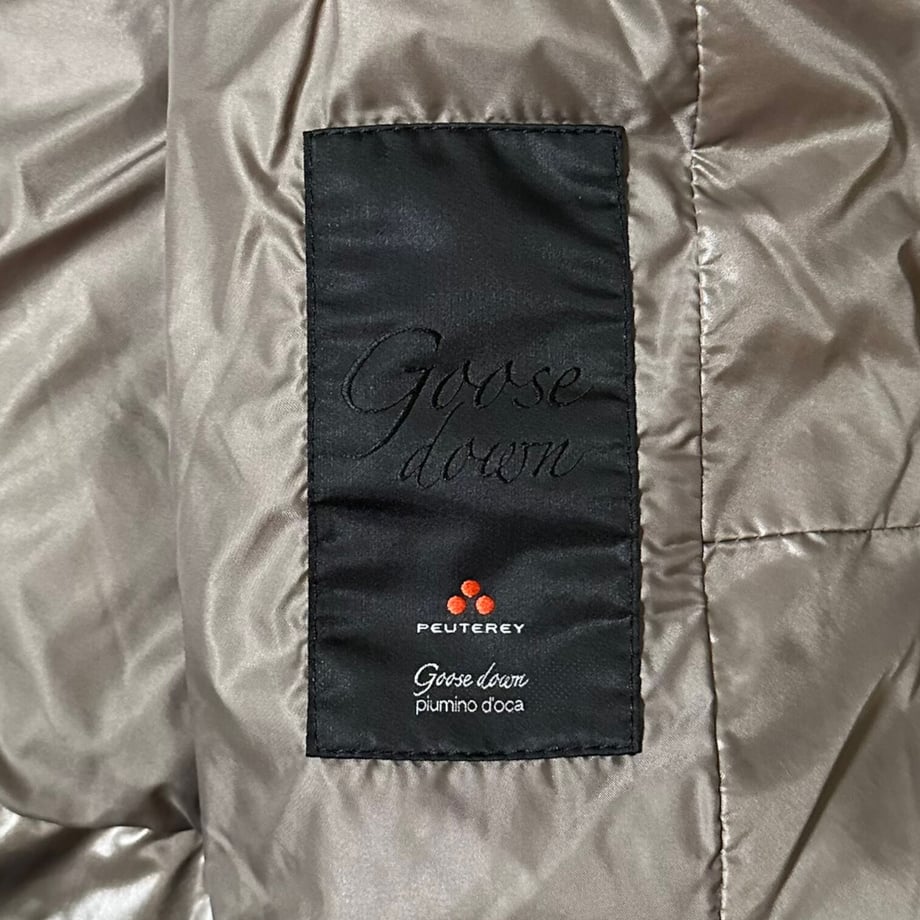 Goose
down
PEUTEREY
Goose down
piumino d'oca